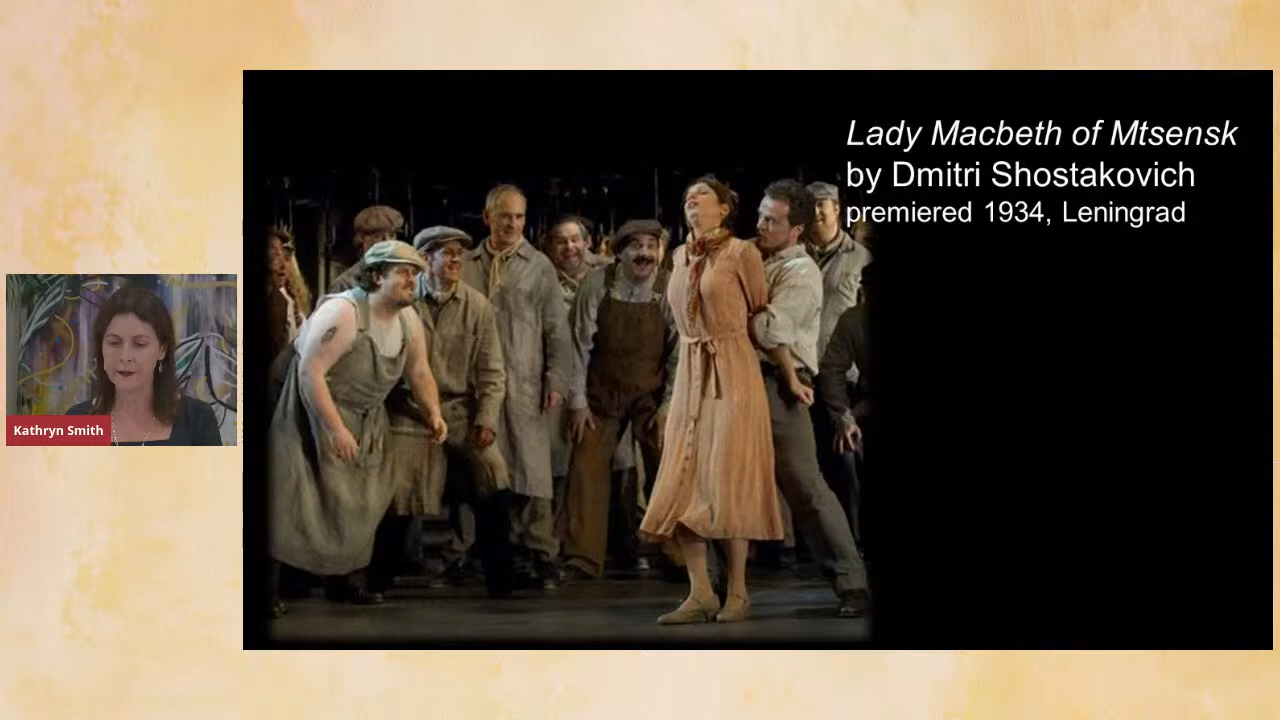 Lady Macbeth of Mtsensk
by Dmitri Shostakovich
premiered 1934, Leningrad
Kathryn Smith